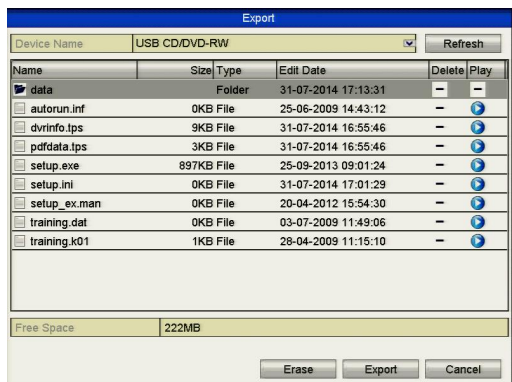 Export
Device Name USB CD/DVD-RW Refresh
Name Size Type Edit Date Delete Play
data Folder 31-07-2014 17:13:31 – –
autorun.inf 0KB File 25-06-2009 14:43:12 –
dvrinfo.tps 9KB File 31-07-2014 16:55:46 –
pdfdata.tps 3KB File 31-07-2014 16:55:46 –
setup.exe 897KB File 25-09-2013 09:01:24 –
setup.ini 0KB File 31-07-2014 17:01:29 –
setup_ex.man 0KB File 20-04-2012 15:54:30 –
training.dat 0KB File 03-07-2009 11:49:06 –
training.k01 1KB File 28-04-2009 11:15:10 –
Free Space 222MB
Erase Export Cancel